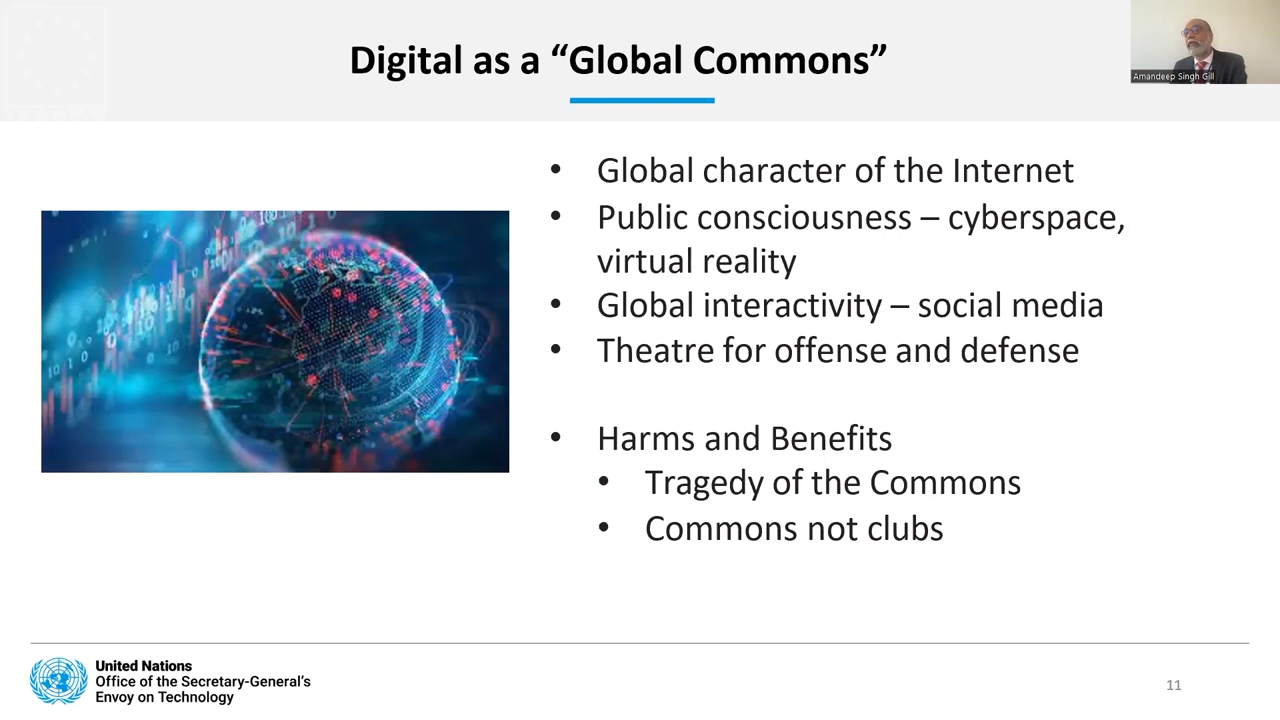 Digital as a “Global Commons”
Amandeep Singh Gill
• Global character of the Internet
• Public consciousness – cyberspace,
virtual reality
• Global interactivity – social media
• Theatre for offense and defense
• Harms and Benefits
• Tragedy of the Commons
• Commons not clubs
United Nations
Office of the Secretary-General’s
Envoy on Technology
11